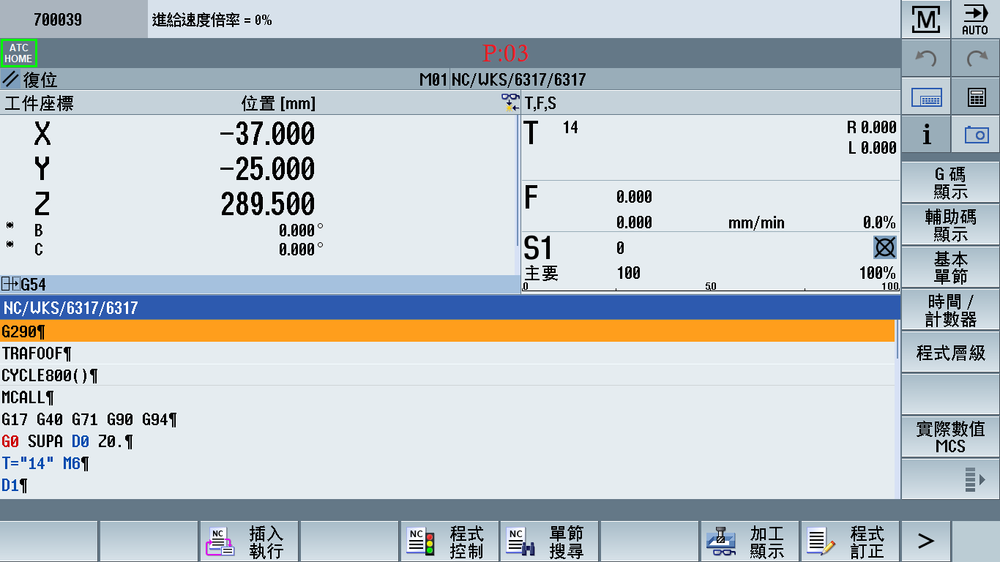 700039
進給速度倍率 = 0%
M
AUTO
ATC
HOME
P:03
復位
M01 NC/WKS/6317/6317
工件座標 位置 [mm]
T,F,S
X -37.000
Y -25.000
Z 289.500
B 0.000°
C 0.000°
G54
T 14 R 0.000
L 0.000
F 0.000
0.000 mm/min 0.0%
S1 0
主要 100 100%
0 50 100
NC/WKS/6317/6317
G290¶
TRAFOOF¶
CYCLE800()¶
MCALL¶
G17 G40 G71 G90 G94¶
G0 SUPA D0 Z0.¶
T="14" M6¶
D1¶
i
G 碼
顯示
輔助碼
顯示
基本
單節
時間 /
計數器
程式層級
實際數值
MCS
NC
插入
執行
NC
程式
控制
NC
單節
搜尋
加工
顯示
程式
訂正
>